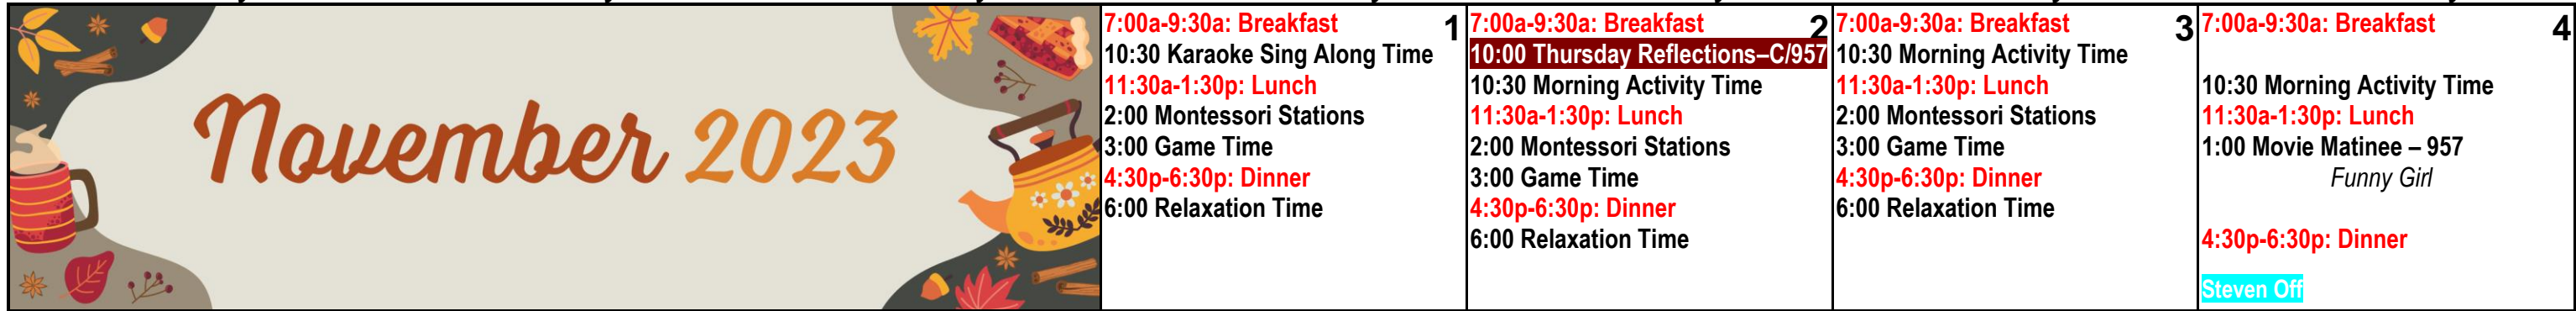 November 2023
1
7:00a-9:30a: Breakfast
10:30 Karaoke Sing Along Time
11:30a-1:30p: Lunch
2:00 Montessori Stations
3:00 Game Time
4:30p-6:30p: Dinner
6:00 Relaxation Time
2
7:00a-9:30a: Breakfast
10:00 Thursday Reflections–C/957
10:30 Morning Activity Time
11:30a-1:30p: Lunch
2:00 Montessori Stations
3:00 Game Time
4:30p-6:30p: Dinner
6:00 Relaxation Time
3
7:00a-9:30a: Breakfast
10:30 Morning Activity Time
11:30a-1:30p: Lunch
2:00 Montessori Stations
3:00 Game Time
4:30p-6:30p: Dinner
6:00 Relaxation Time
4
7:00a-9:30a: Breakfast
10:30 Morning Activity Time
11:30a-1:30p: Lunch
1:00 Movie Matinee – 957
Funny Girl
4:30p-6:30p: Dinner
Steven Off